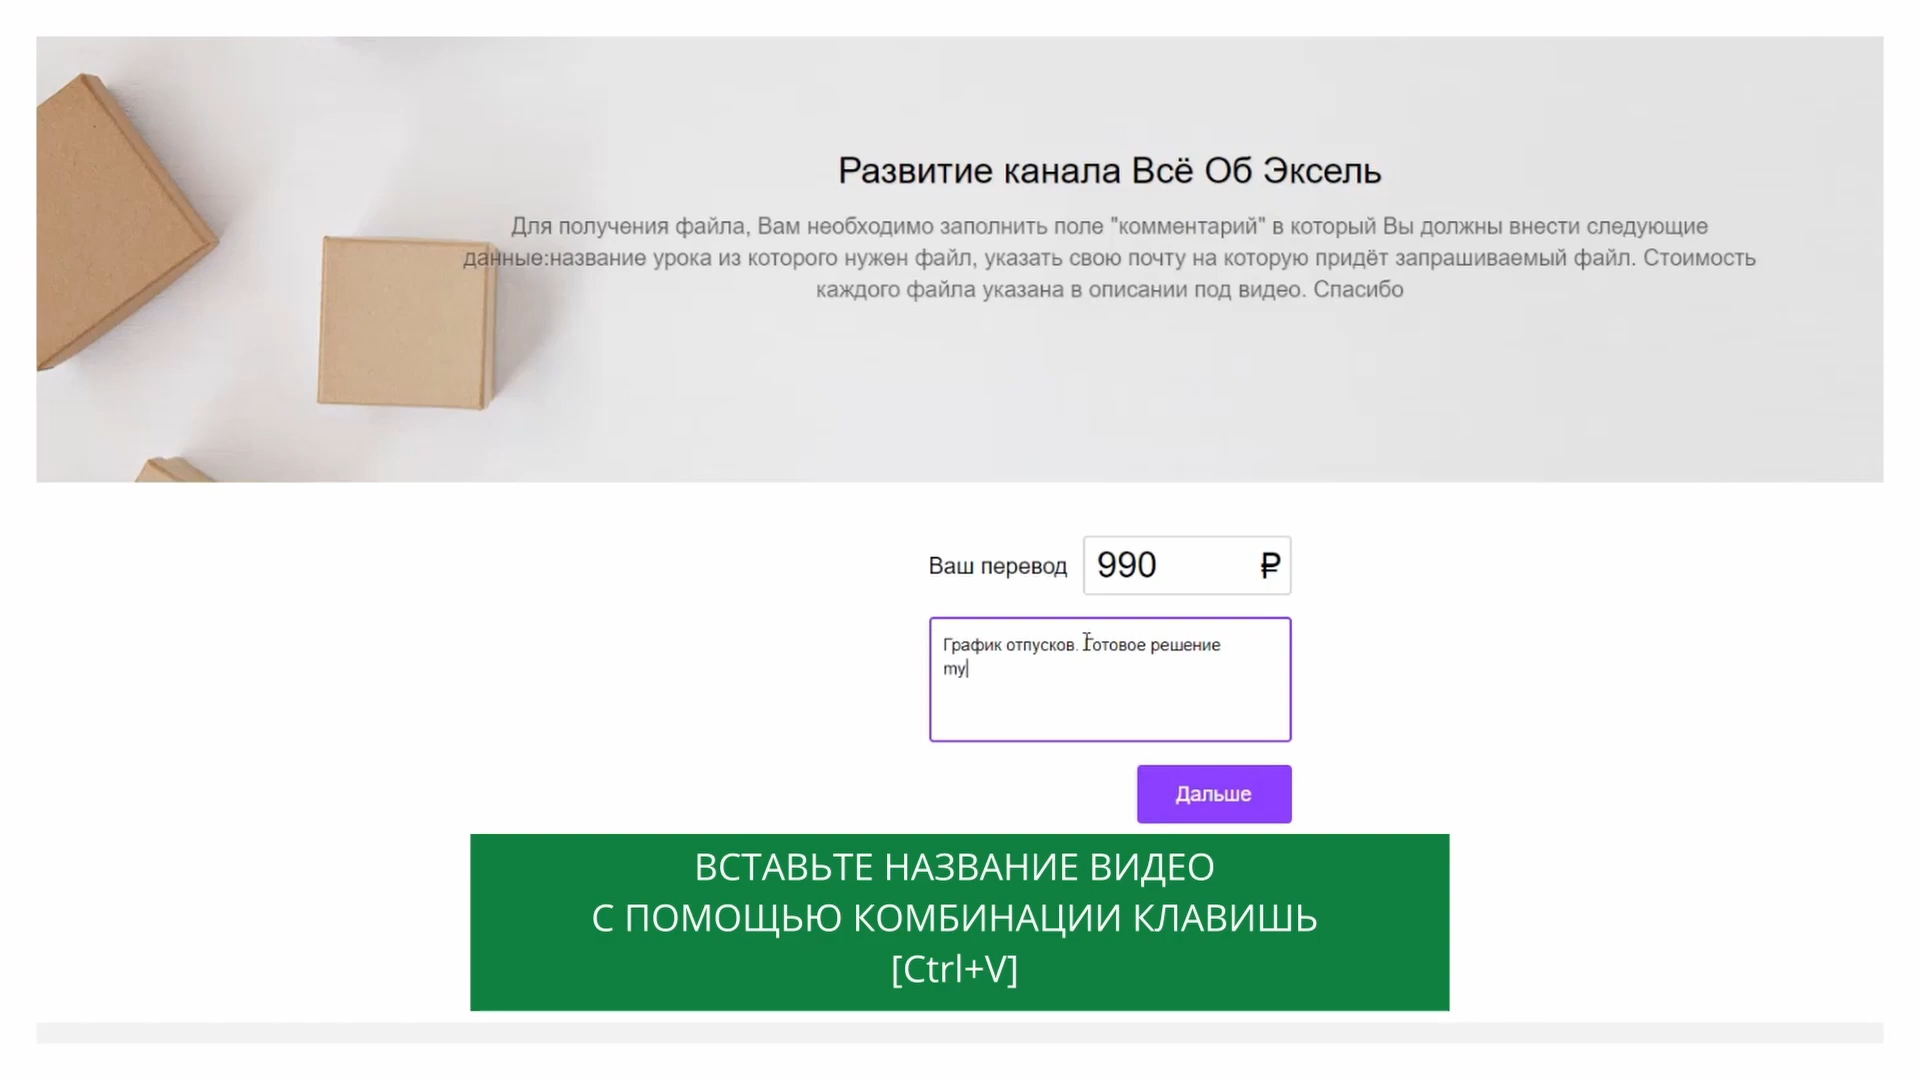 Развитие канала Всё Об Эксель
Для получения файла, Вам необходимо заполнить поле "комментарий" в который Вы должны внести следующие
данные:название урока из которого нужен файл, указать свою почту на которую придёт запрашиваемый файл. Стоимость
каждого файла указана в описании под видео. Спасибо
Ваш перевод 990 ₽
График отпусков. Готовое решение
my
Дальше
ВСТАВЬТЕ НАЗВАНИЕ ВИДЕО
С ПОМОЩЬЮ КОМБИНАЦИИ КЛАВИШЬ
[Ctrl+V]